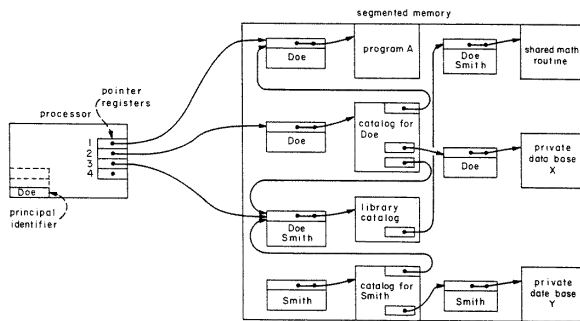 segmented memory
Doe
program A
Doe
Smith
shared math
routine
pointer
registers
processor
1
2
3
4
Doe
principal
identifier
Doe
catalog for
Doe
Doe
private
data base
X
Doe
Smith
library
catalog
Smith
catalog for
Smith
Smith
private
data base
Y